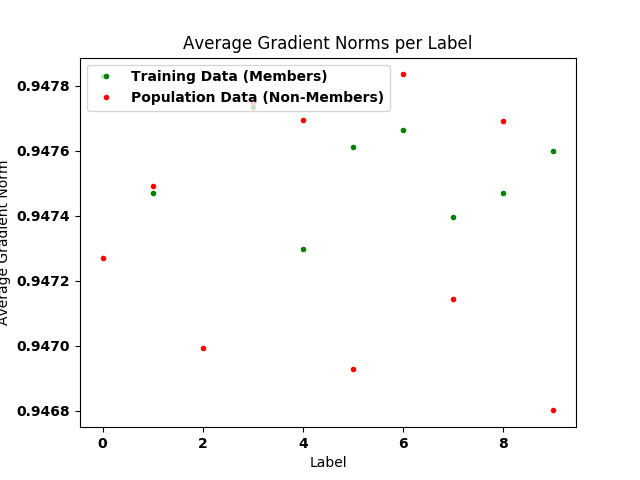 Average Gradient Norms per Label
Training Data (Members)
Population Data (Non-Members)
Average Gradient Norm
0.9478
0.9476
0.9474
0.9472
0.9470
0.9468
0 2 4 6 8
Label